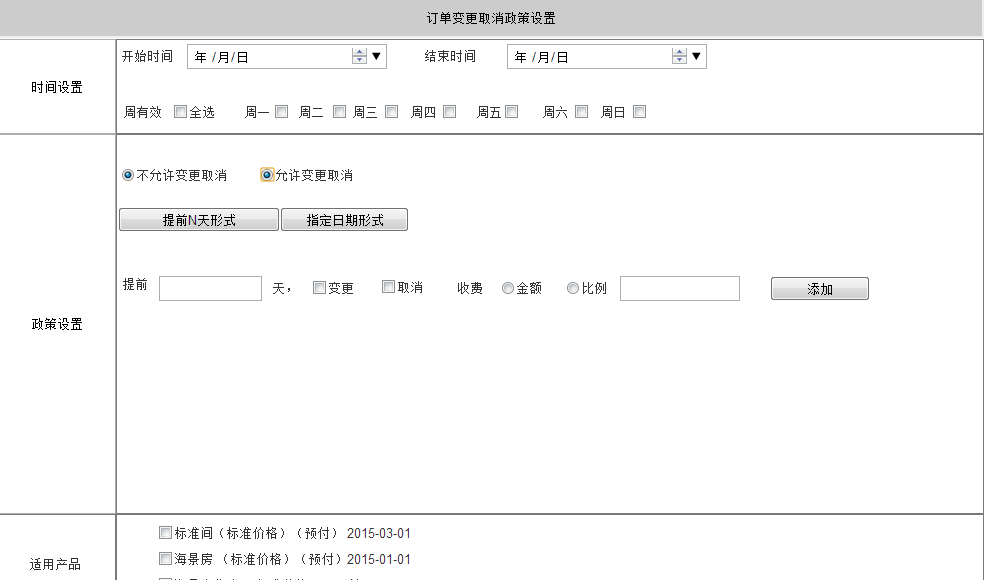 订单变更取消政策设置
开始时间 年 /月/日 结束时间 年 /月/日
时间设置
周有效 全选 周一 周二 周三 周四 周五 周六 周日
不允许变更取消 允许变更取消
提前N天形式 指定日期形式
提前 天， 变更 取消 收费 金额 比例 添加
政策设置
标准间（标准价格）（预付） 2015-03-01
海景房 （标准价格）（预付）2015-01-01
适用产品